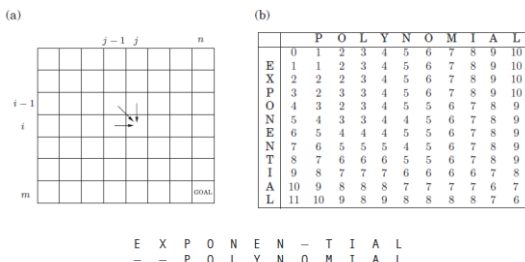 (a)
j − 1 j n
i − 1
i
m
GOAL
(b)
P O L Y N O M I A L
0 1 2 3 4 5 6 7 8 9 10
E 1 1 2 3 4 5 6 7 8 9 10
X 2 2 2 3 4 5 6 7 8 9 10
P 3 2 3 3 4 5 6 7 8 9 10
O 4 3 2 3 4 5 5 6 7 8 9
N 5 4 3 3 4 4 5 6 7 8 9
E 6 5 4 4 4 5 5 6 7 8 9
N 7 6 5 5 5 4 5 6 7 8 9
T 8 7 6 6 6 5 5 6 7 8 9
I 9 8 7 7 7 6 6 6 6 7 8
A 10 9 8 8 8 7 7 7 7 6 7
L 11 10 9 8 9 8 8 8 8 7 6
E X P O N E N – T I A L
– – P O L Y N O M I A L